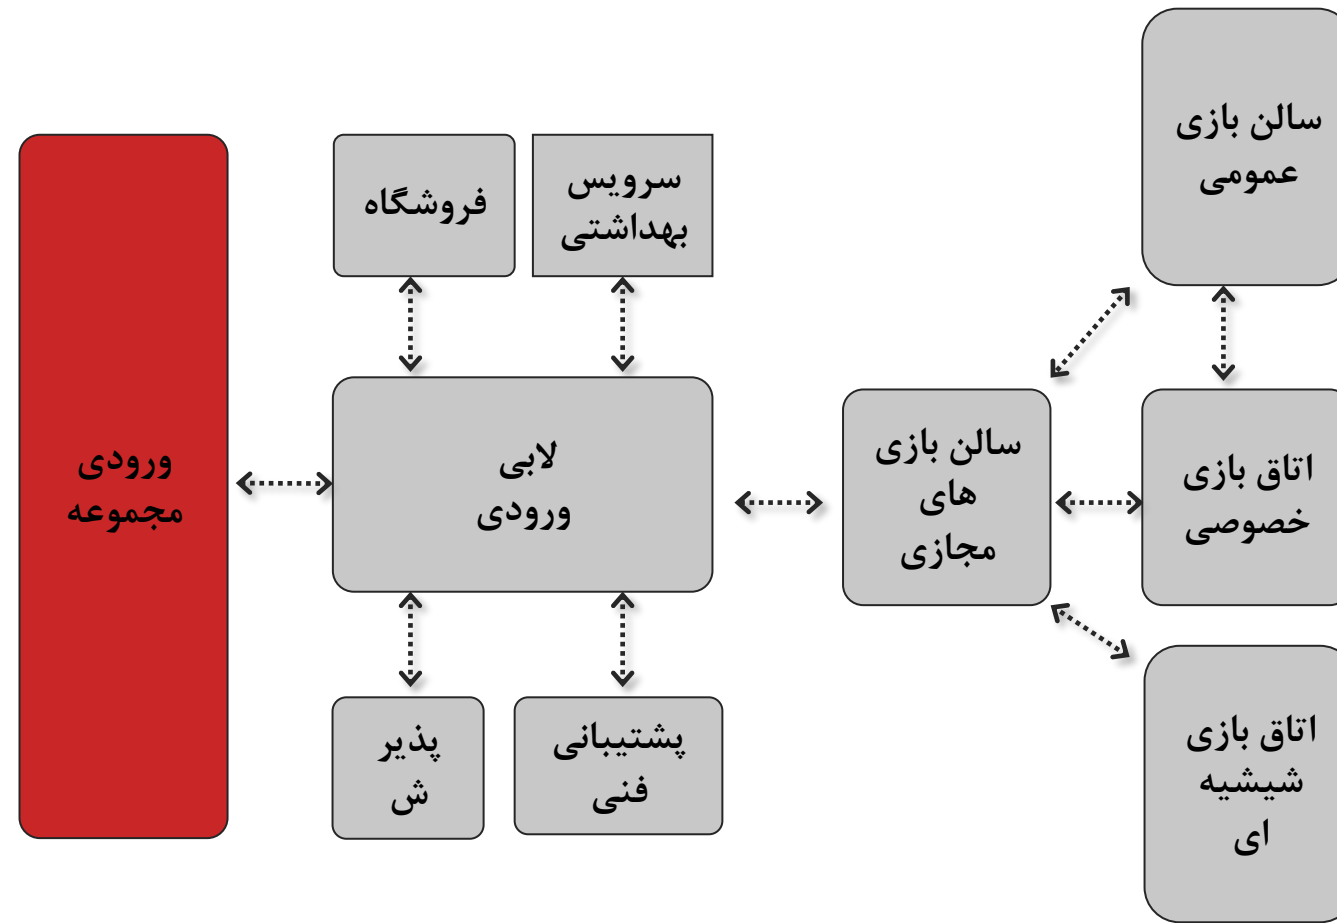 سالن بازی
عمومی
فروشگاه
سرویس
بهداشتی
ورودی
مجموعه
لابی
ورودی
سالن بازی
های
مجازی
اتاق بازی
خصوصی
پذیر
ش
پشتیبانی
فنی
اتاق بازی
شیشیه
ای